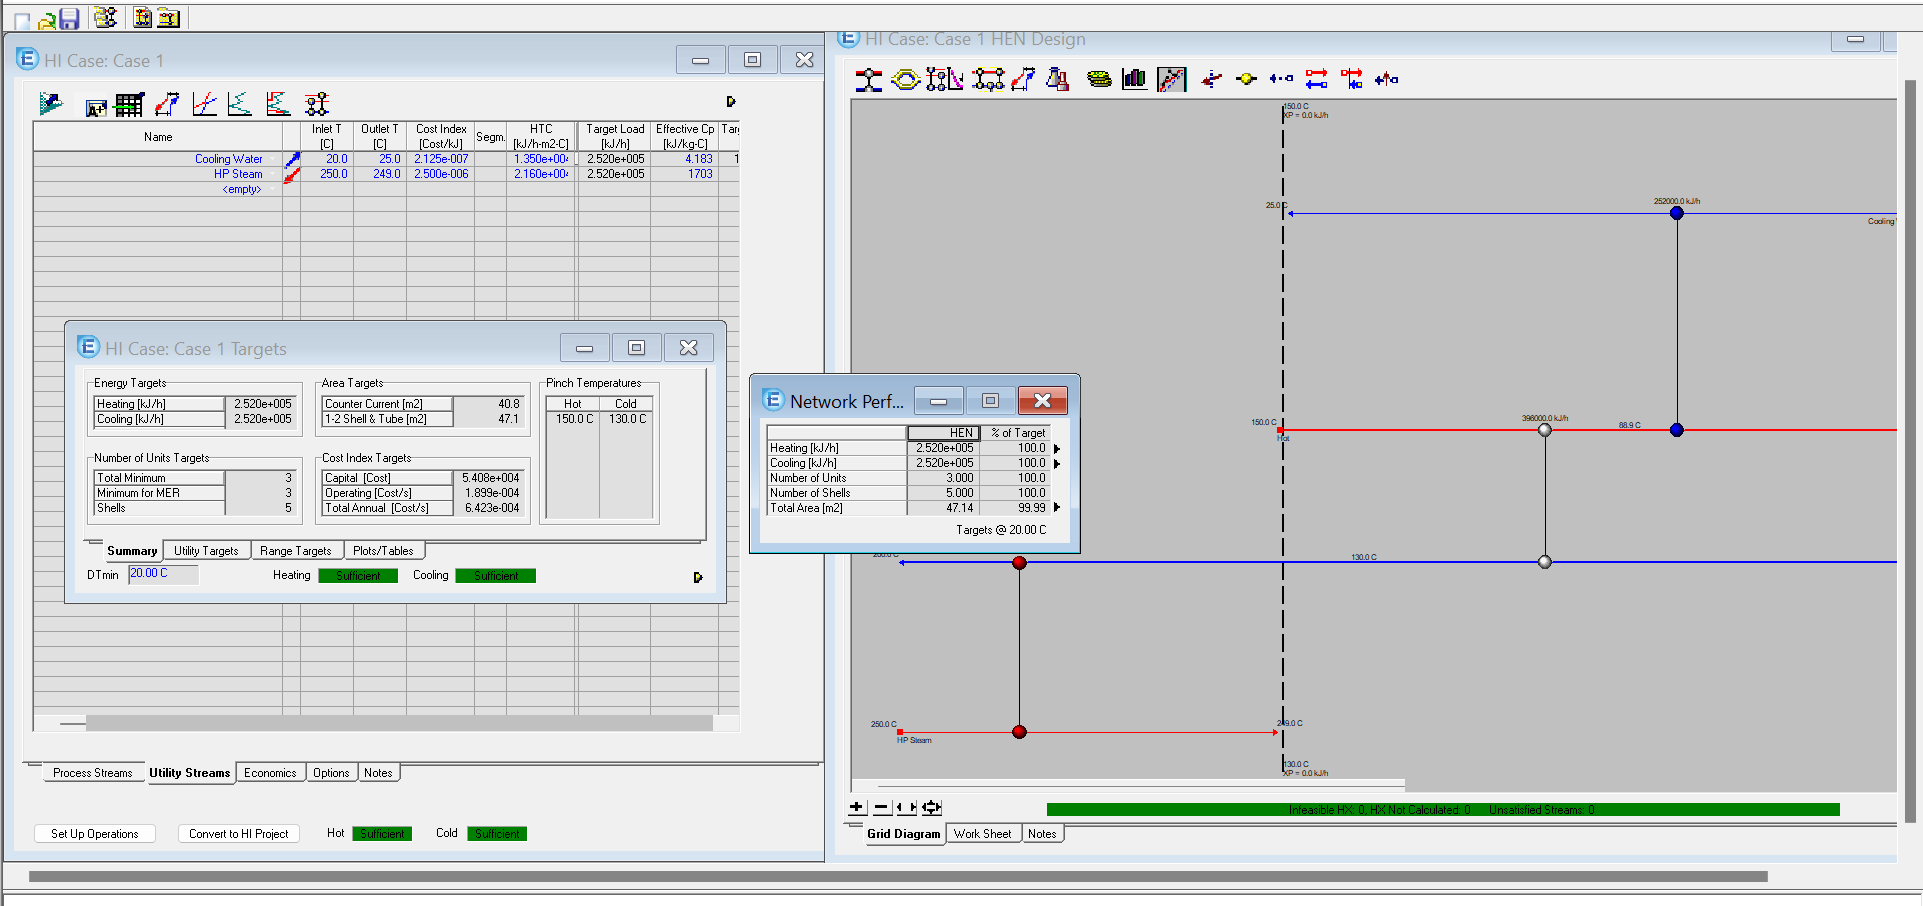 HI Case: Case 1
Name
Inlet T
[C]
Outlet T
[C]
Cost Index
[Cost/kJ]
Segm.
HTC
[kJ/h-m2-C]
Target Load
[kJ/h]
Effective Cp
[kJ/kg-C]
Cooling Water 20.0 25.0 2.125e-007 1.350e+004 2.520e+005 4.183
HP Steam 250.0 249.0 2.500e-006 2.160e+004 2.520e+005 1703
<empty>
HI Case: Case 1 Targets
Energy Targets
Heating [kJ/h] 2.520e+005
Cooling [kJ/h] 2.520e+005
Area Targets
Counter Current [m2] 40.8
1-2 Shell & Tube [m2] 47.1
Pinch Temperatures
Hot Cold
150.0 C 130.0 C
Number of Units Targets
Total Minimum 3
Minimum for MER 3
Shells 5
Cost Index Targets
Capital [Cost] 5.408e+004
Operating [Cost/s] 1.899e-004
Total Annual [Cost/s] 6.423e-004
Summary Utility Targets Range Targets Plots/Tables
DTmin 20.00 C Heating Sufficient Cooling Sufficient
Process Streams Utility Streams Economics Options Notes
Set Up Operations Convert to HI Project Hot Sufficient Cold Sufficient
Network Perf...
HEN % of Target
Heating [kJ/h] 2.520e+005 100.0
Cooling [kJ/h] 2.520e+005 100.0
Number of Units 3.000 100.0
Number of Shells 5.000 100.0
Total Area [m2] 47.14 99.99
Targets @ 20.00 C
HI Case: Case 1 HEN Design
150.0 C
XP = 0.0 kJ/h
252000.0 kJ/h
25.0 C
Cooling
396000.0 kJ/h
150.0 C
88.9 C
Hot
130.0 C
250.0 C
249.0 C
HP Steam
130.0 C
XP = 0.0 kJ/h
Infeasible HX: 0, HX Not Calculated: 0 Unsatisfied Streams: 0
Grid Diagram Work Sheet Notes